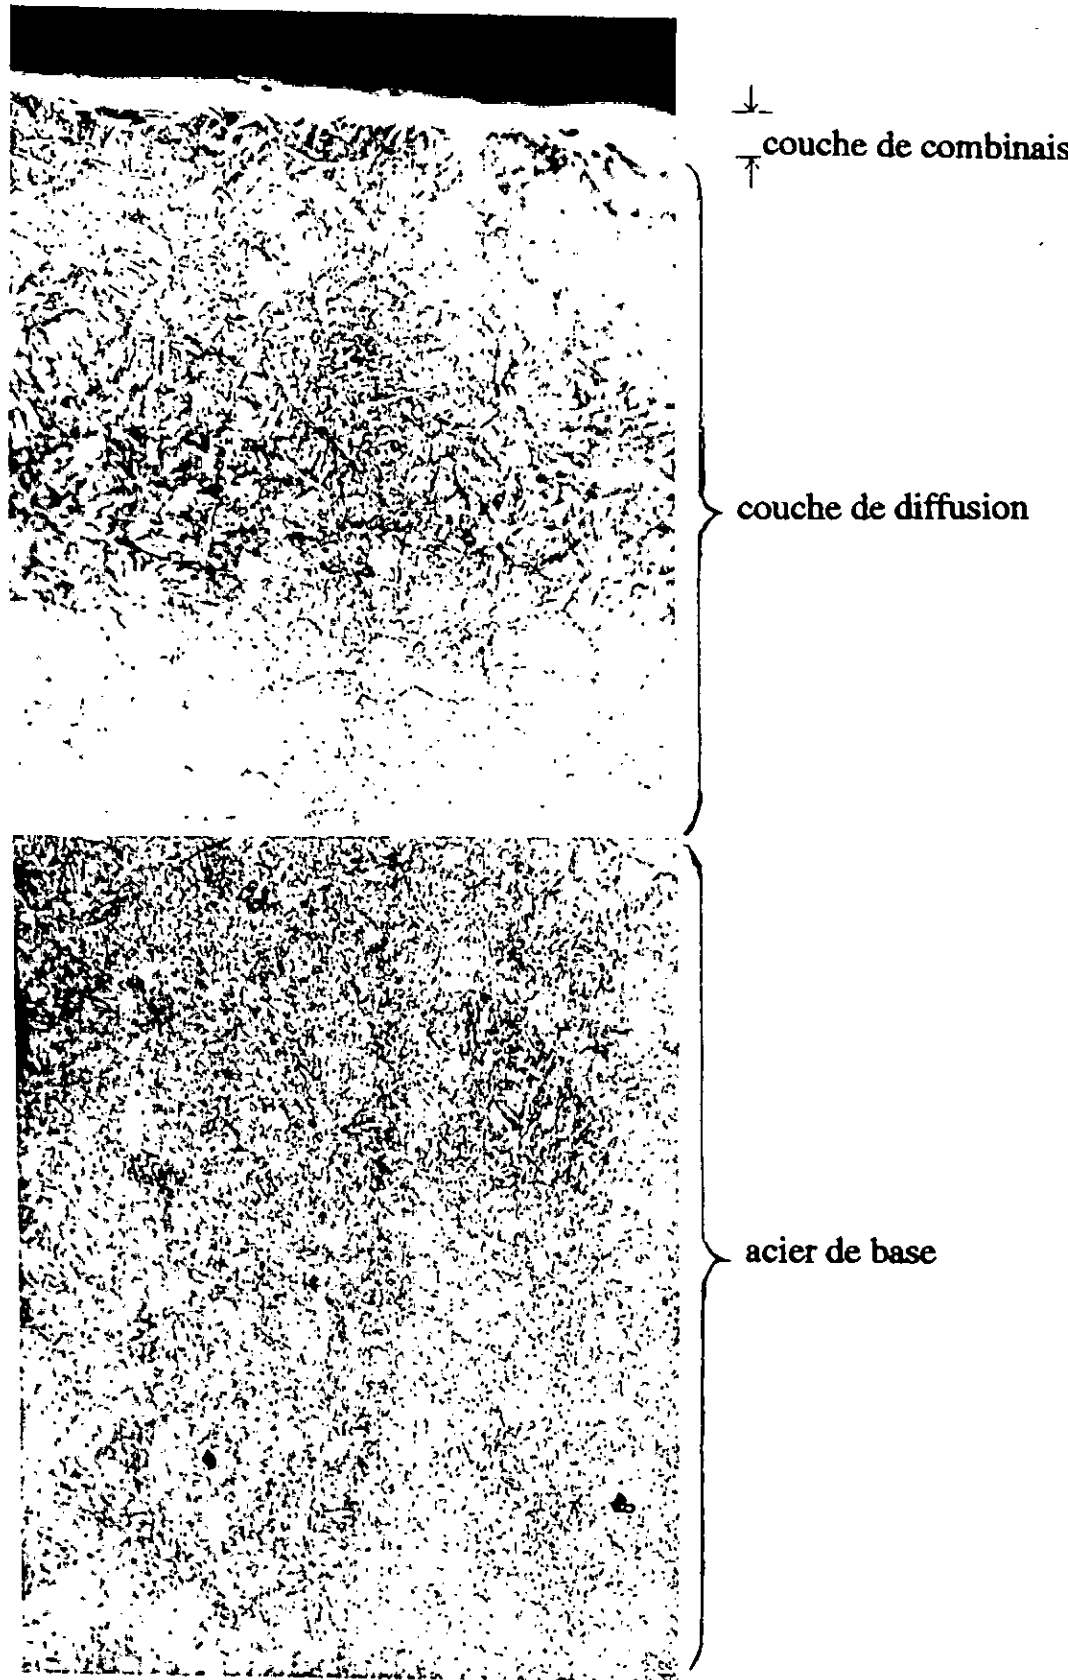 couche de combinais
couche de diffusion
acier de base